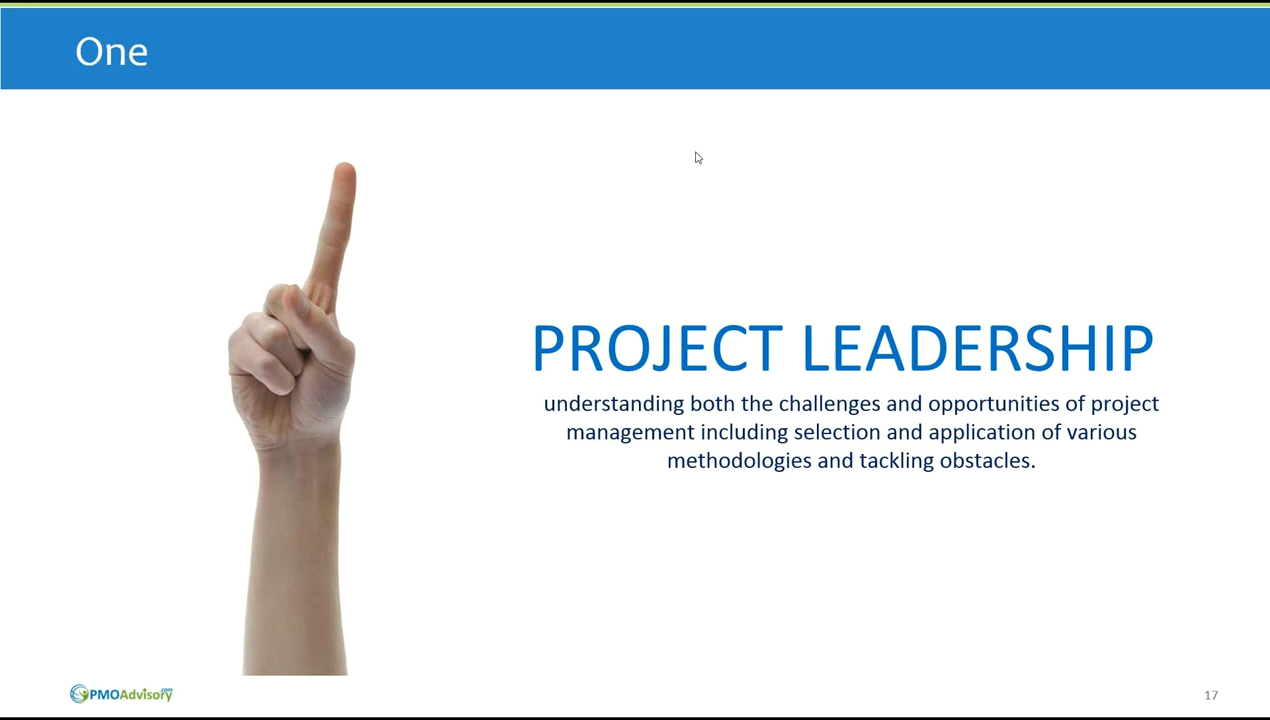 One
PROJECT LEADERSHIP
understanding both the challenges and opportunities of project
management including selection and application of various
methodologies and tackling obstacles.
PMOAdvisory.com
17